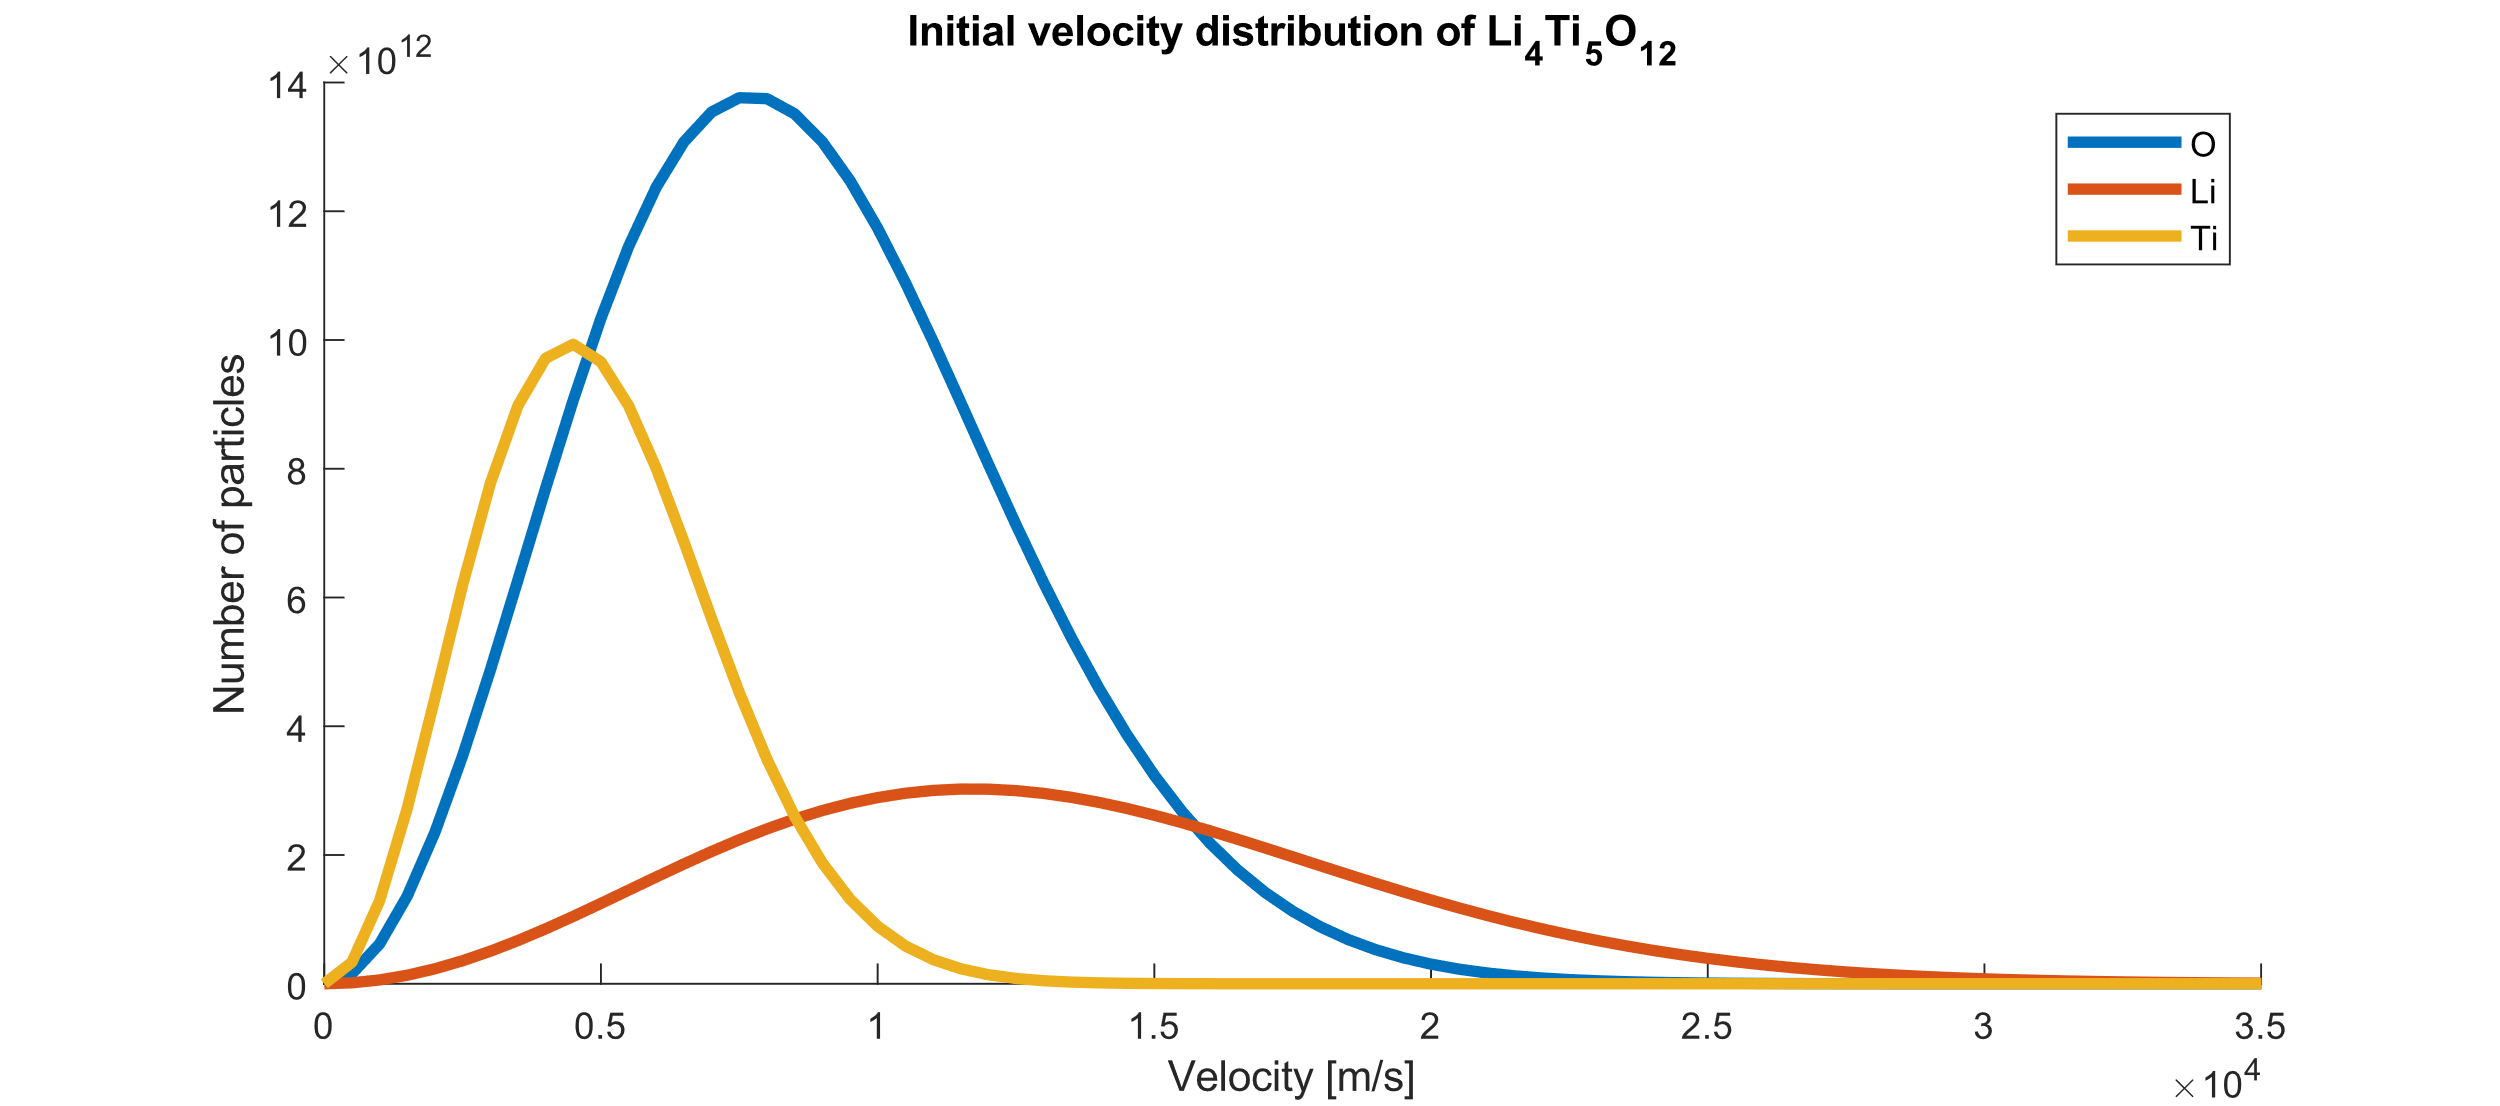 Initial velocity distribution of Li4Ti5O12
×10^12
14
12
10
8
6
4
2
0
Number of particles
O
Li
Ti
0 0.5 1 1.5 2 2.5 3 3.5
Velocity [m/s]
×10^4